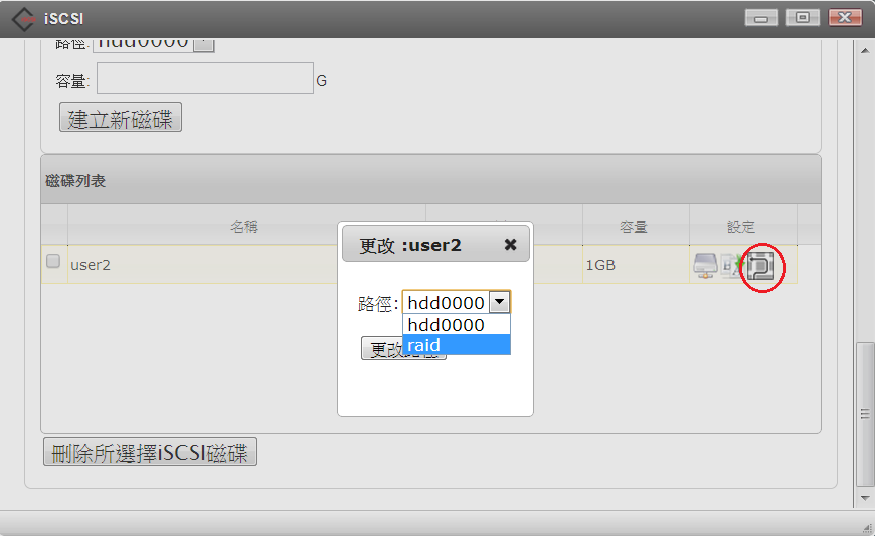 iSCSI
路徑: hdd0000
容量: G
建立新磁碟
磁碟列表
名稱 容量 設定
user2 1GB
更改 :user2
路徑: hdd0000
hdd0000
raid
更改
刪除所選擇iSCSI磁碟